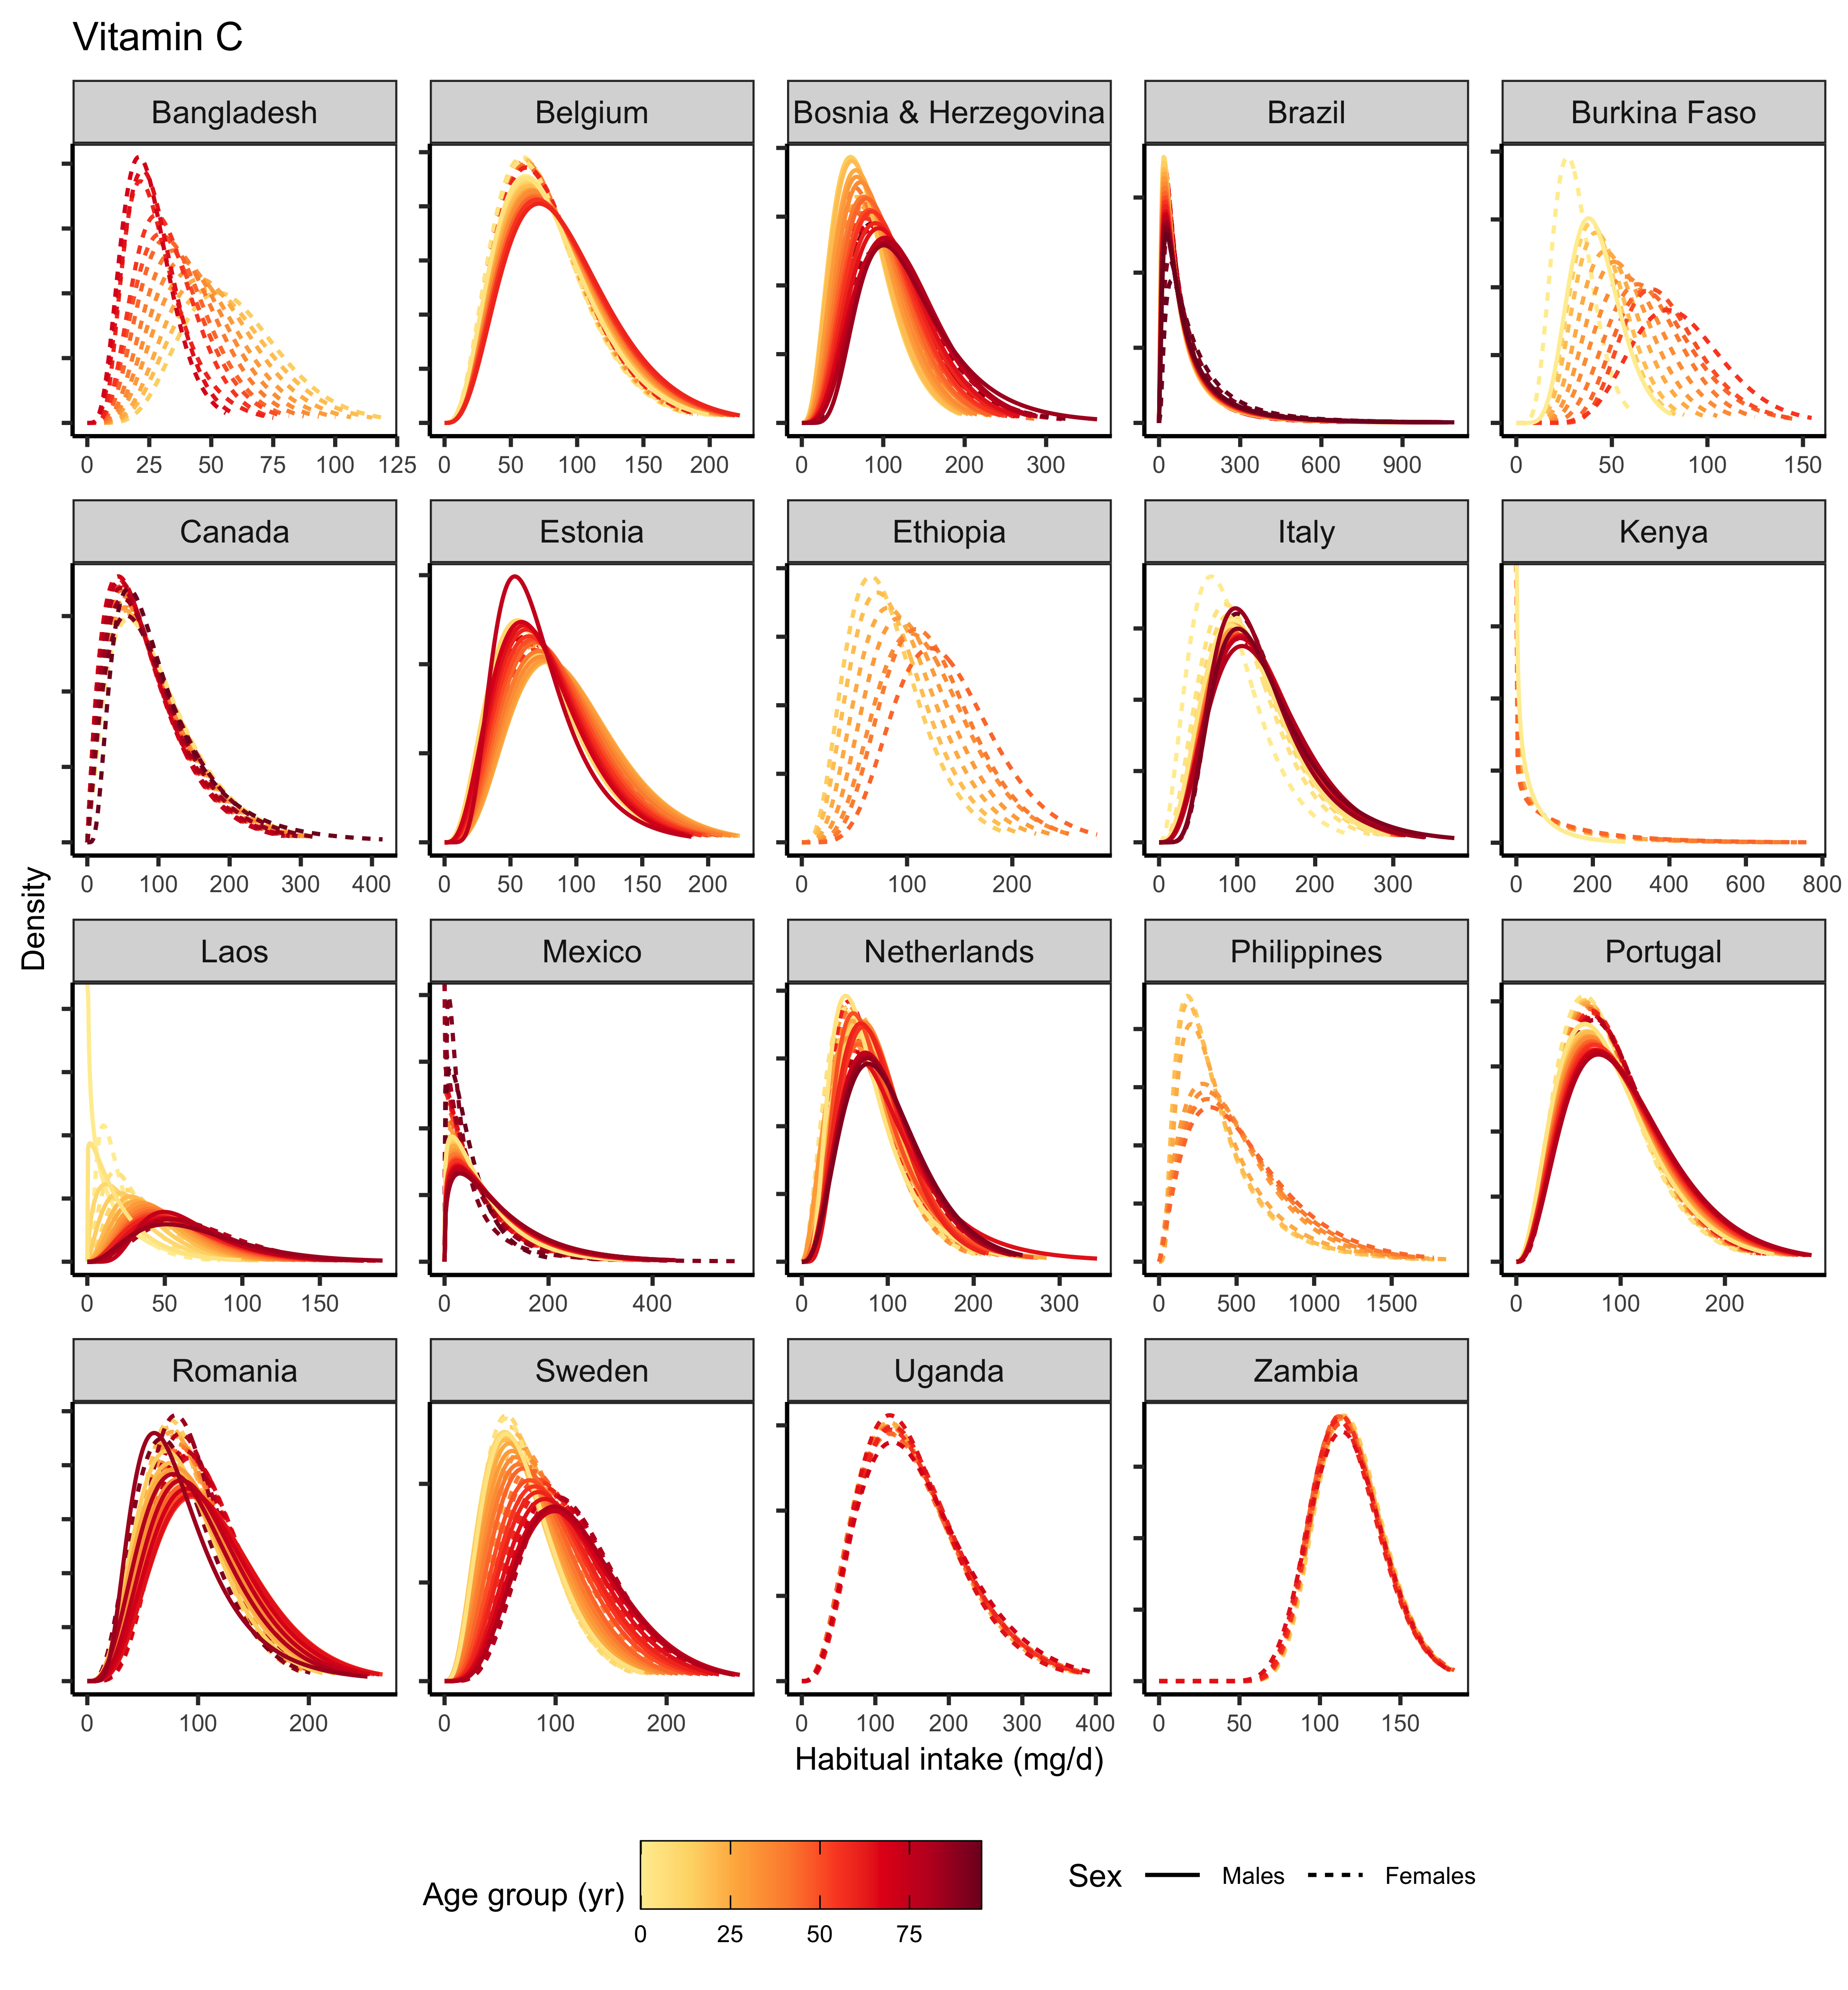 Vitamin C
Bangladesh Belgium Bosnia & Herzegovina Brazil Burkina Faso
0 25 50 75 100 125 0 50 100 150 200 0 100 200 300 0 300 600 900 0 50 100 150
Canada Estonia Ethiopia Italy Kenya
0 100 200 300 400 0 50 100 150 200 0 100 200 0 100 200 300 0 200 400 600 800
Density
Laos Mexico Netherlands Philippines Portugal
0 50 100 150 0 200 400 0 100 200 300 0 500 1000 1500 0 100 200
Romania Sweden Uganda Zambia
0 100 200 0 100 200 0 100 200 300 400 0 50 100 150
Habitual intake (mg/d)
Age group (yr)
0 25 50 75
Sex Males Females